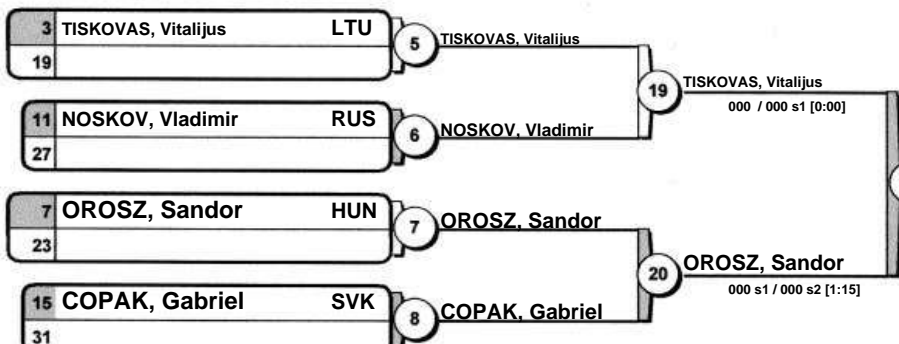 3 TISKOVAS, Vitalijus LTU
19
5 TISKOVAS, Vitalijus
11 NOSKOV, Vladimir RUS
27
6 NOSKOV, Vladimir
19 TISKOVAS, Vitalijus
000 / 000 s1 [0:00]
7 OROSZ, Sandor HUN
23
7 OROSZ, Sandor
15 COPAK, Gabriel SVK
31
8 COPAK, Gabriel
20 OROSZ, Sandor
000 s1 / 000 s2 [1:15]